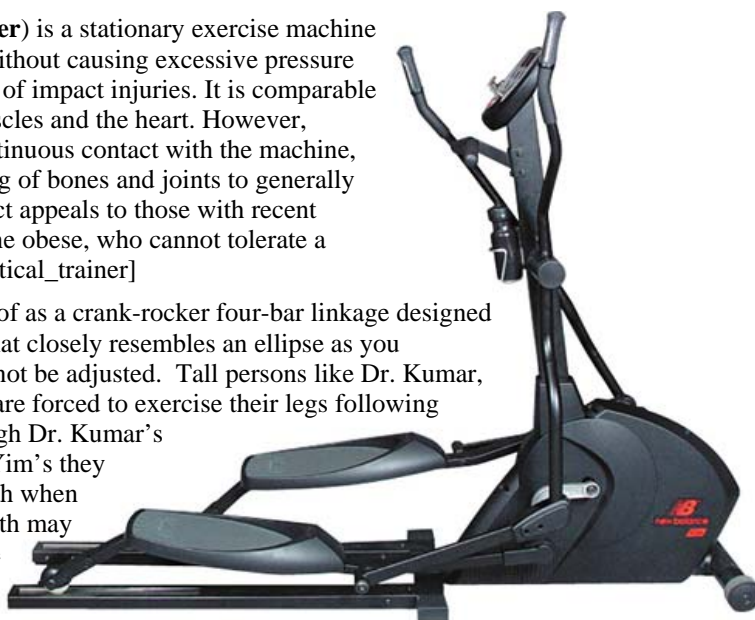 er) is a stationary exercise machine
ithout causing excessive pressure
of impact injuries. It is comparable
scles and the heart. However,
tinuous contact with the machine,
g of bones and joints to generally
ct appeals to those with recent
ne obese, who cannot tolerate a
tical_trainer]
of as a crank-rocker four-bar linkage designed
at closely resembles an ellipse as you
not be adjusted. Tall persons like Dr. Kumar,
are forced to exercise their legs following
gh Dr. Kumar's
Yim's they
h when
th may
new balance